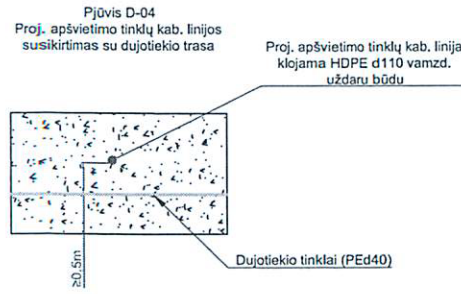 Pjūvis D-04
Proj. apšvietimo tinklų kab. linijos
susikirtimas su dujotiekio trasa
Proj. apšvietimo tinklų kab. linija
klojama HDPE d110 vamzd.
uždaru būdu
≥0,5m
Dujotiekio tinklai (PEd40)